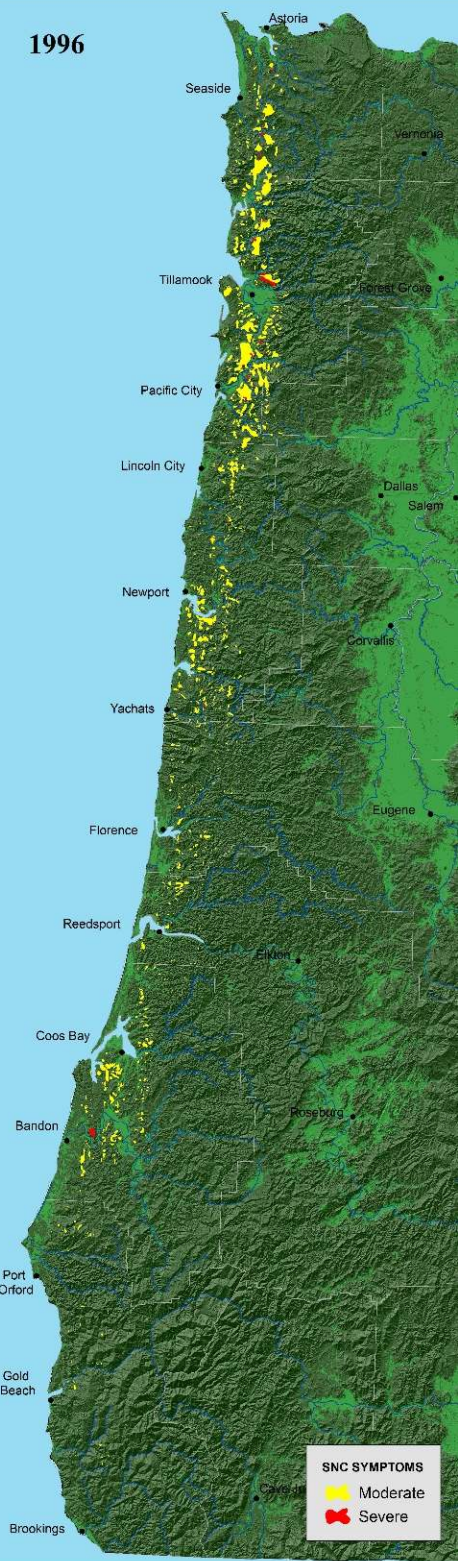 1996
Astoria
Seaside
Vernonia
Tillamook
Forest Grove
Pacific City
Lincoln City
Dallas
Salem
Newport
Corvallis
Yachats
Eugene
Florence
Reedsport
Elkton
Coos Bay
Roseburg
Bandon
Port
Orford
Gold
Beach
SNC SYMPTOMS
Moderate
Severe
Brookings